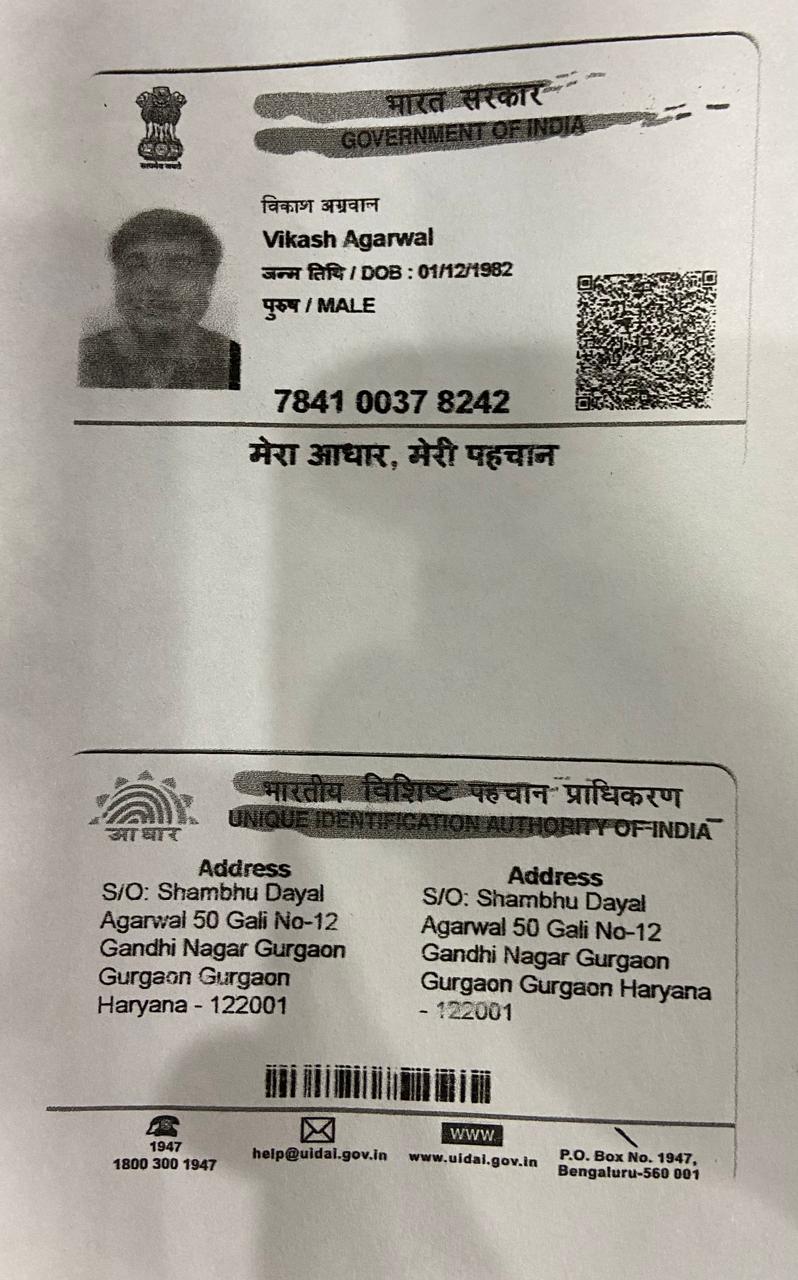 भारत सरकार
GOVERNMENT OF INDIA
सत्यमेव जयते
विकाश अग्रवान
Vikash Agarwal
जन्म तिथि / DOB : 01/12/1982
पुरुष / MALE
7841 0037 8242
मेरा आधार, मेरी पहचान
भारतीय विशिष्ट पहचान प्राधिकरण
UNIQUE IDENTIFICATION AUTHORITY OF INDIA
आधार
Address
S/O: Shambhu Dayal
Agarwal 50 Gali No-12
Gandhi Nagar Gurgaon
Gurgaon Gurgaon
Haryana - 122001
Address
S/O: Shambhu Dayal
Agarwal 50 Gali No-12
Gandhi Nagar Gurgaon
Gurgaon Gurgaon Haryana
- 122001
1947
1800 300 1947
help@uidai.gov.in
WWW
www.uidai.gov.in
P.O. Box No. 1947,
Bengaluru-560 001